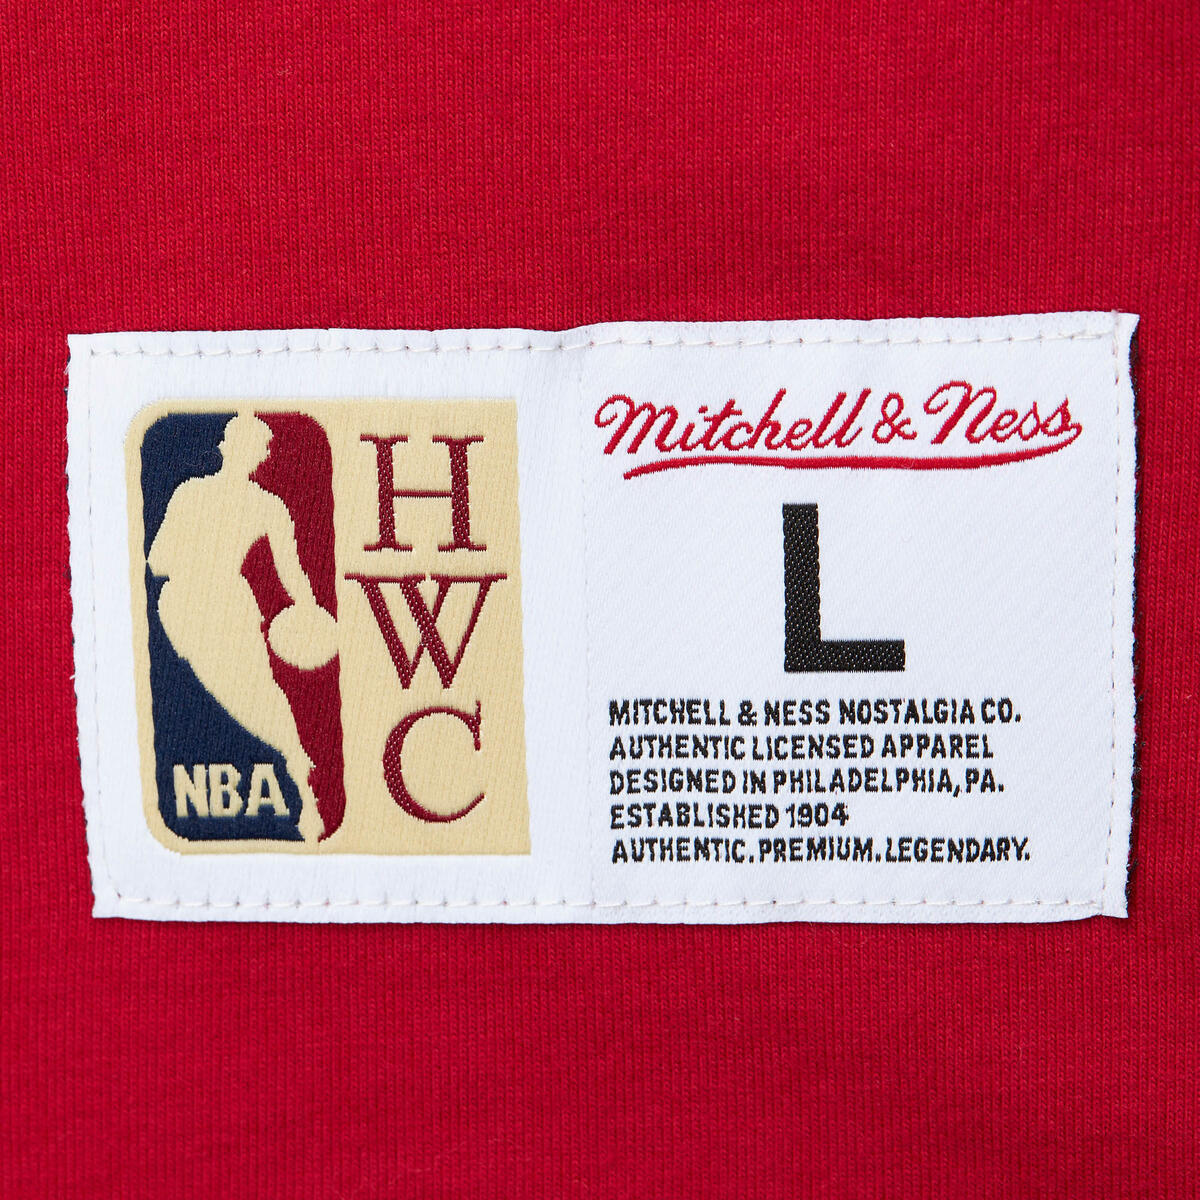 NBA
H
W
C
Mitchell & Ness
L
MITCHELL & NESS NOSTALGIA CO.
AUTHENTIC LICENSED APPAREL
DESIGNED IN PHILADELPHIA, PA.
ESTABLISHED 1904
AUTHENTIC. PREMIUM. LEGENDARY.